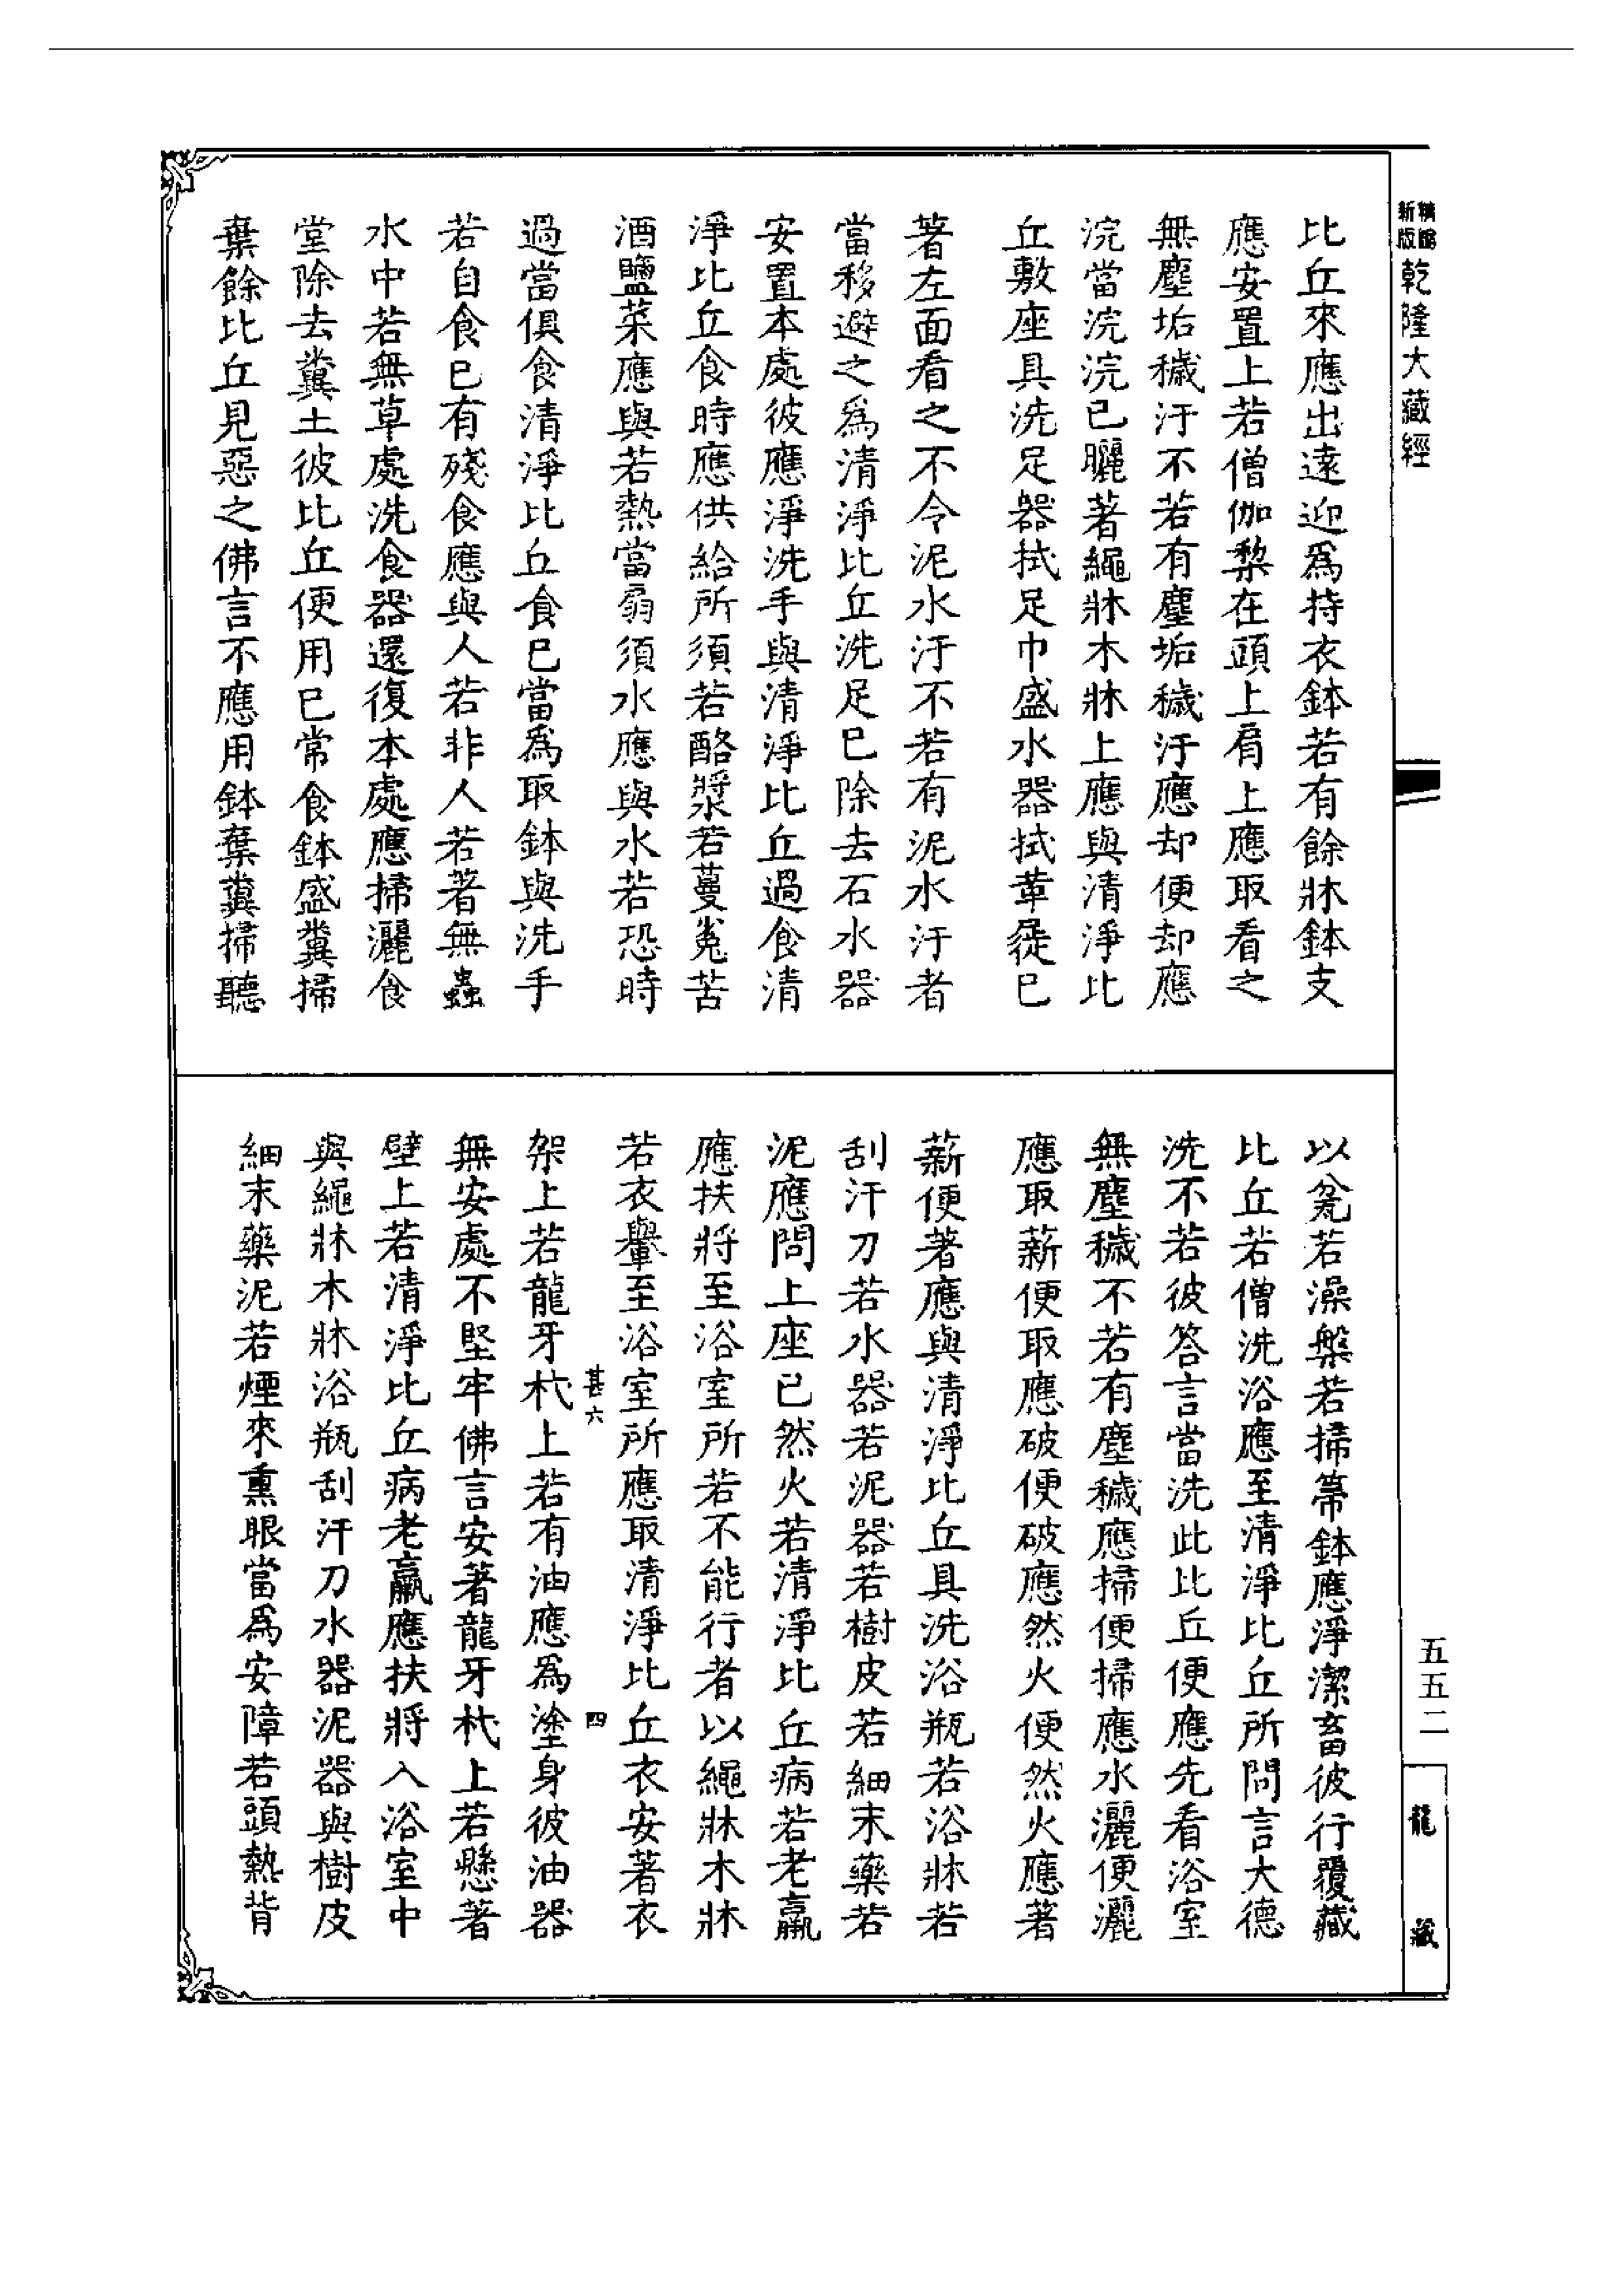 新版
精縮
乾隆大藏經
比丘來應出遠迎爲持衣鉢若有餘牀鉢支
應安置上若僧伽棃在頭上肩上應取看之
無塵垢穢汙不若有塵垢穢汙應却便却應
浣當浣浣已曬著繩牀木牀上應與清淨比
丘敷座具洗足器拭足巾盛水器拭革屣已
著左面看之不令泥水汙不若有泥水汙者
當移避之爲清淨比丘洗足已除去石水器
安置本處彼應淨洗手與清淨比丘過食清
淨比丘食時應供給所須若酪漿若蔓菟苦
酒鹽菜應與若熱當扇須水應與水若恐時
過當俱食清淨比丘食已當爲取鉢與洗手
若自食已有殘食應與人若非人若著無蟲
水中若無草處洗食器還復本處應掃灑食
堂除去糞土彼比丘便用已常食鉢盛糞掃
棄餘比丘見惡之佛言不應用鉢棄糞掃聽
以瓫若澡槃若掃箒鉢應淨潔畜彼行覆藏
比丘若僧洗浴應至清淨比丘所問言大德
洗不若彼答言當洗此比丘便應先看浴室
無塵穢不若有塵穢應掃便掃應水灑便灑
應取薪便取應破便破應然火便然火應著
薪便著應與清淨比丘具洗浴瓶若浴牀若
刮汗刀若水器若泥器若樹皮若細末藥若
泥應問上座已然火若清淨比丘病若老羸
應扶將至浴室所若不能行者以繩牀木牀
若衣轝至浴室所應取清淨比丘衣安著衣
甚六
四
架上若龍牙杙上若有油應爲塗身彼油器
無安處不堅牢佛言安著龍牙杙上若懸著
壁上若清淨比丘病老羸應扶將入浴室中
與繩牀木牀浴瓶刮汗刀水器泥器與樹皮
細末藥泥若煙來熏眼當爲安障若頭熱背
五五二
龍
藏